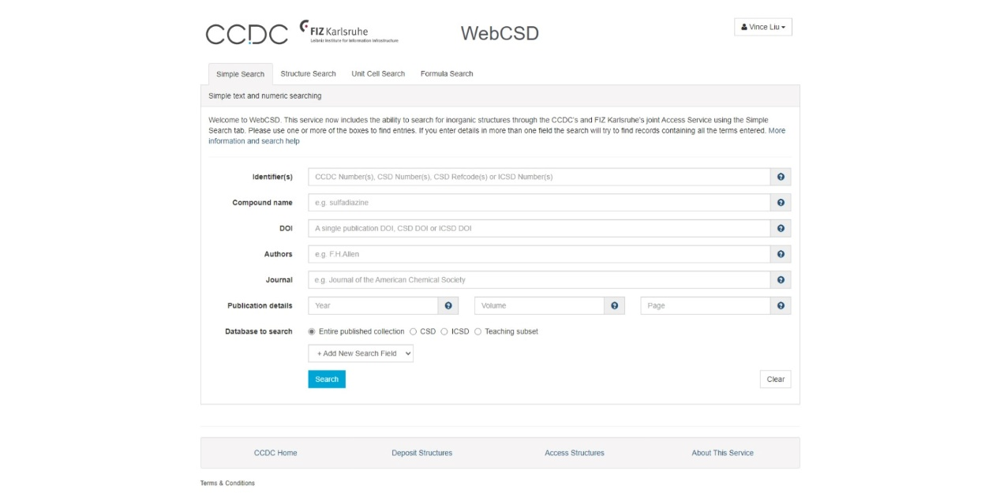 CCDC FIZ Karlsruhe WebCSD Vince Liu
Leibniz Institute for Information Infrastructure
Simple Search Structure Search Unit Cell Search Formula Search
Simple text and numeric searching
Welcome to WebCSD. This service now includes the ability to search for inorganic structures through the CCDC's and FIZ Karlsruhe's joint Access Service using the Simple
Search tab. Please use one or more of the boxes to find entries. If you enter details in more than one field the search will try to find records containing all the terms entered. More
information and search help
Identifier(s) CCDC Number(s), CSD Number(s), CSD Refcode(s) or ICSD Number(s) ?
Compound name e.g. sulfadiazine ?
DOI A single publication DOI, CSD DOI or ICSD DOI ?
Authors e.g. F.H.Allen ?
Journal e.g. Journal of the American Chemical Society ?
Publication details Year ? Volume ? Page ?
Database to search Entire published collection CSD ICSD Teaching subset
+ Add New Search Field
Search Clear
CCDC Home Deposit Structures Access Structures About This Service
Terms & Conditions